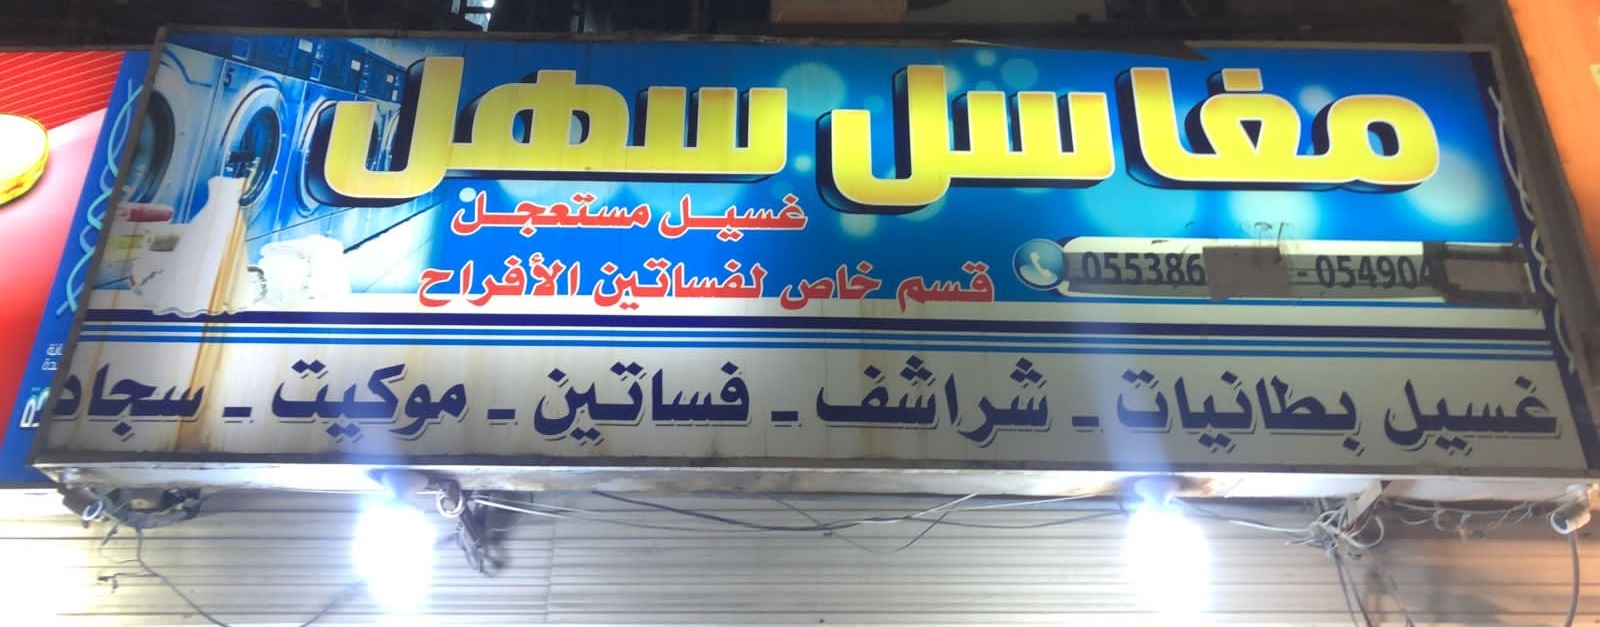 مغاسل سهل
غسيل مستعجل
قسم خاص لفساتين الأفراح
055386 - 054904
غسيل بطانيات - شراشف - فساتين - موكيت - سجاد